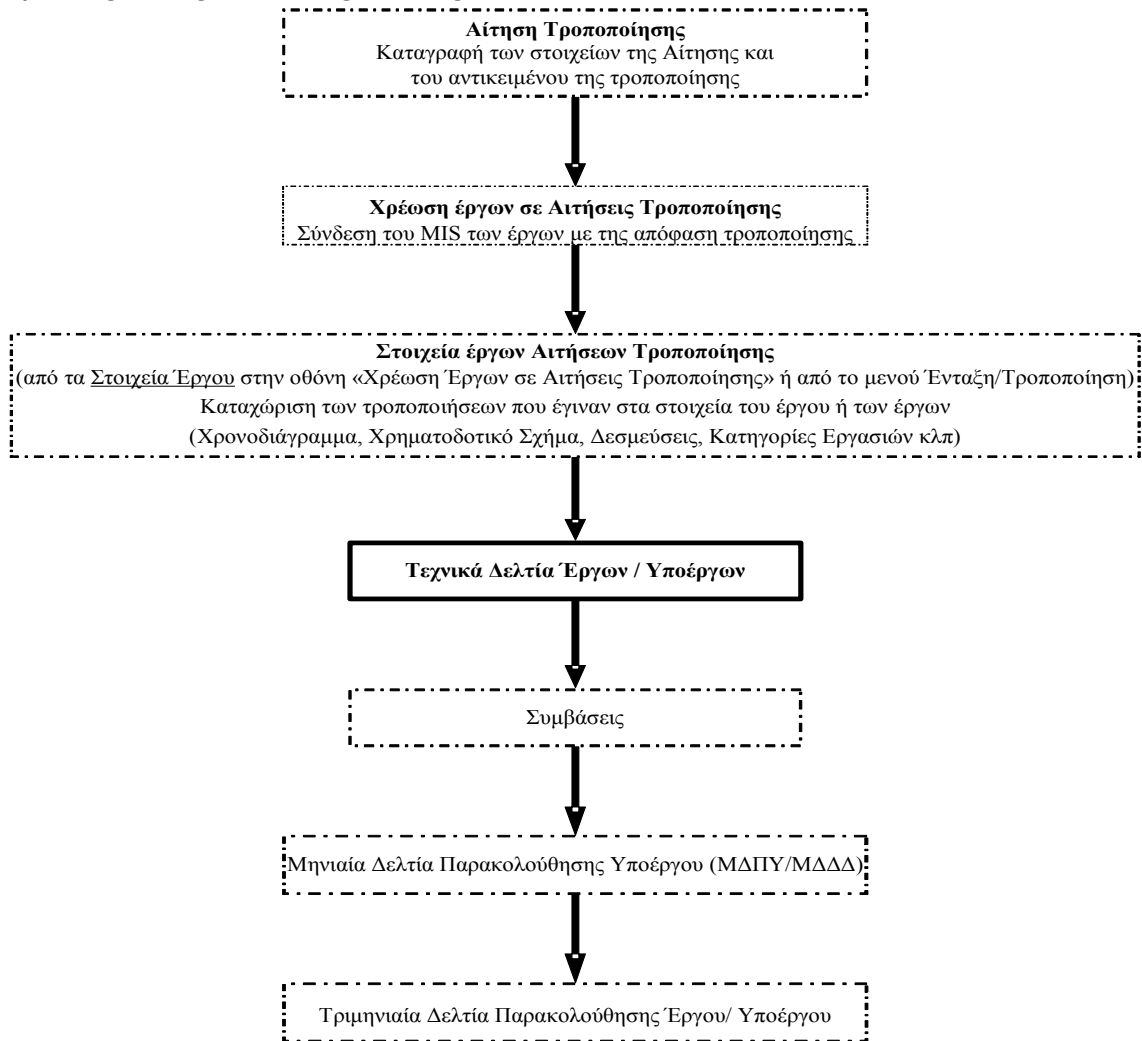 Αίτηση Τροποποίησης
Καταγραφή των στοιχείων της Αίτησης και
του αντικειμένου της τροποποίησης
Χρέωση έργων σε Αιτήσεις Τροποποίησης
Σύνδεση του MIS των έργων με της απόφαση τροποποίησης
Στοιχεία έργων Αιτήσεων Τροποποίησης
(από τα Στοιχεία Έργου στην οθόνη «Χρέωση Έργων σε Αιτήσεις Τροποποίησης» ή από το μενού Ένταξη/Τροποποίηση)
Καταχώριση των τροποποιήσεων που έγιναν στα στοιχεία του έργου ή των έργων
(Χρονοδιάγραμμα, Χρηματοδοτικό Σχήμα, Δεσμεύσεις, Κατηγορίες Εργασιών κλπ)
Τεχνικά Δελτία Έργων / Υποέργων
Συμβάσεις
Μηνιαία Δελτία Παρακολούθησης Υποέργου (ΜΔΠΥ/ΜΔΔΔ)
Τριμηνιαία Δελτία Παρακολούθησης Έργου/ Υποέργου